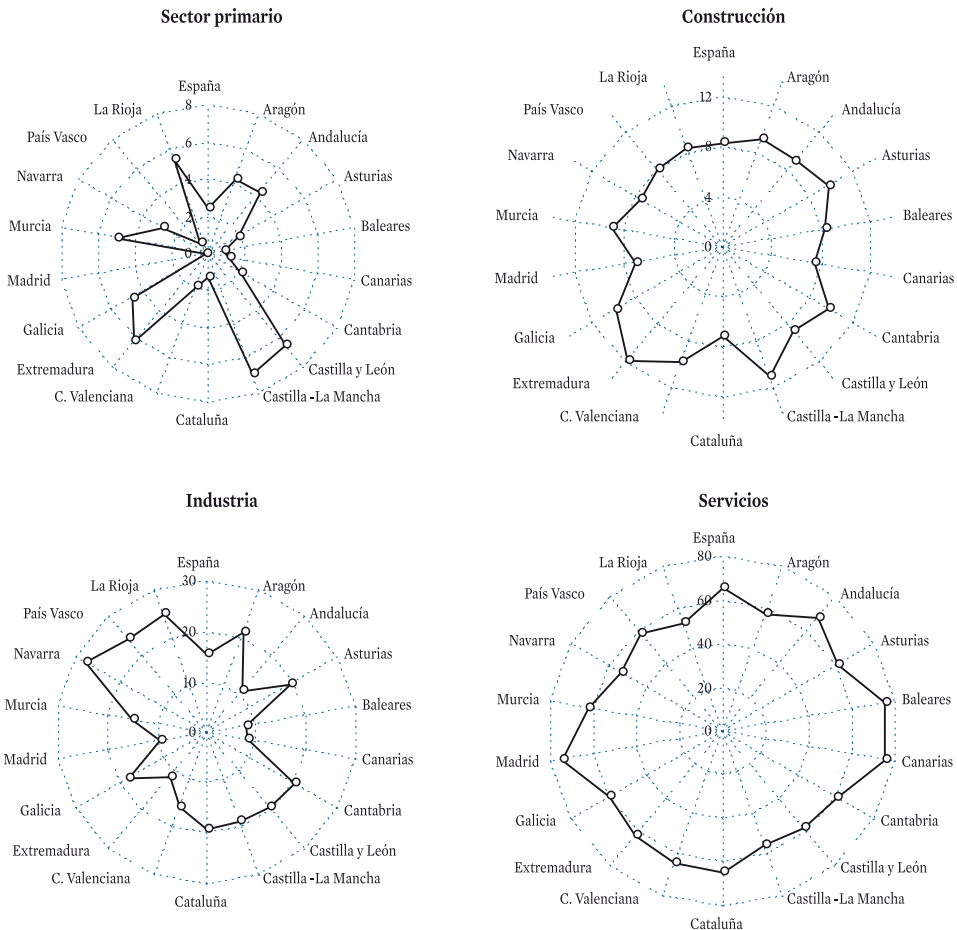 Sector primario
España
Aragón
Andalucía
Asturias
Baleares
Canarias
Cantabria
Castilla y León
Castilla -La Mancha
Cataluña
C. Valenciana
Extremadura
Galicia
Madrid
Murcia
Navarra
País Vasco
La Rioja
8
6
4
2
0
Construcción
España
Aragón
Andalucía
Asturias
Baleares
Canarias
Cantabria
Castilla y León
Castilla -La Mancha
Cataluña
C. Valenciana
Extremadura
Galicia
Madrid
Murcia
Navarra
País Vasco
La Rioja
12
8
4
0
Industria
España
Aragón
Andalucía
Asturias
Baleares
Canarias
Cantabria
Castilla y León
Castilla -La Mancha
Cataluña
C. Valenciana
Extremadura
Galicia
Madrid
Murcia
Navarra
País Vasco
La Rioja
30
20
10
0
Servicios
España
Aragón
Andalucía
Asturias
Baleares
Canarias
Cantabria
Castilla y León
Castilla -La Mancha
Cataluña
C. Valenciana
Extremadura
Galicia
Madrid
Murcia
Navarra
País Vasco
La Rioja
80
60
40
20
0